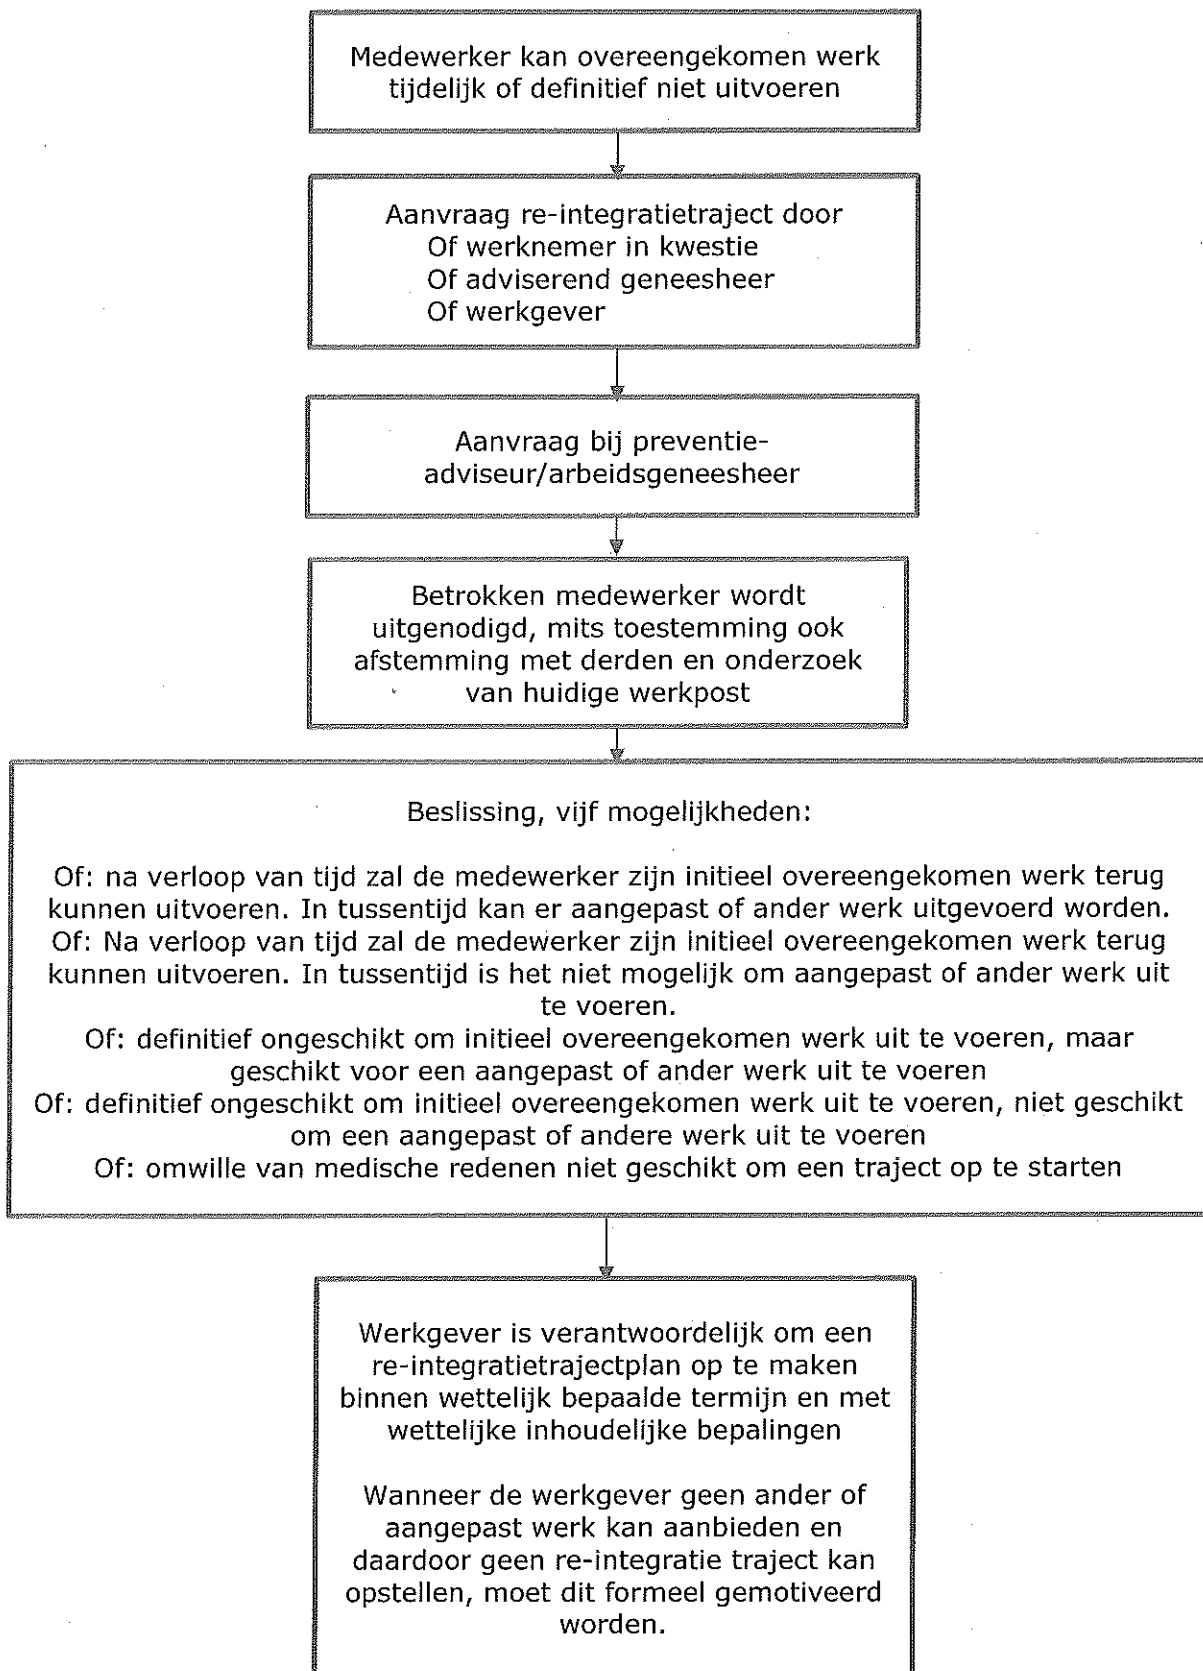 Medewerker kan overeengekomen werk
tijdelijk of definitief niet uitvoeren
Aanvraag re-integratietraject door
Of werknemer in kwestie
Of adviserend geneesheer
Of werkgever
Aanvraag bij preventie-
adviseur/arbeidsgeneesheer
Betrokken medewerker wordt
uitgenodigd, mits toestemming ook
afstemming met derden en onderzoek
van huidige werkpost
Beslissing, vijf mogelijkheden:
Of: na verloop van tijd zal de medewerker zijn initieel overeengekomen werk terug
kunnen uitvoeren. In tussentijd kan er aangepast of ander werk uitgevoerd worden.
Of: Na verloop van tijd zal de medewerker zijn initieel overeengekomen werk terug
kunnen uitvoeren. In tussentijd is het niet mogelijk om aangepast of ander werk uit
te voeren.
Of: definitief ongeschikt om initieel overeengekomen werk uit te voeren, maar
geschikt voor een aangepast of ander werk uit te voeren
Of: definitief ongeschikt om initieel overeengekomen werk uit te voeren, niet geschikt
om een aangepast of andere werk uit te voeren
Of: omwille van medische redenen niet geschikt om een traject op te starten
Werkgever is verantwoordelijk om een
re-integratietrajectplan op te maken
binnen wettelijk bepaalde termijn en met
wettelijke inhoudelijke bepalingen
Wanneer de werkgever geen ander of
aangepast werk kan aanbieden en
daardoor geen re-integratie traject kan
opstellen, moet dit formeel gemotiveerd
worden.